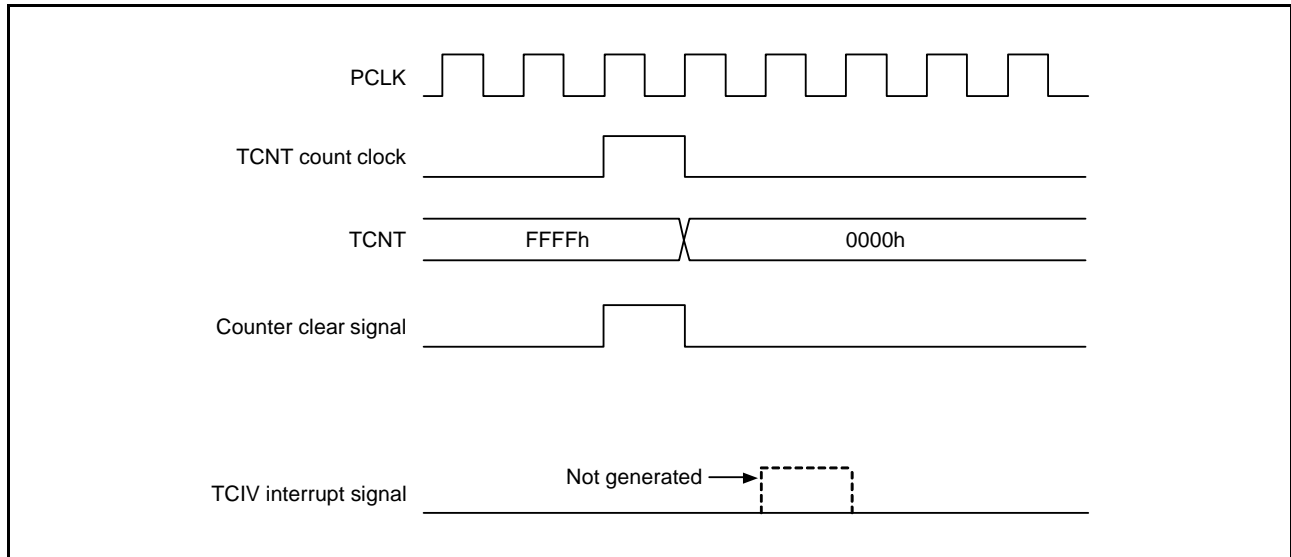 PCLK
TCNT count clock
TCNT
FFFFh
0000h
Counter clear signal
Not generated
TCIV interrupt signal